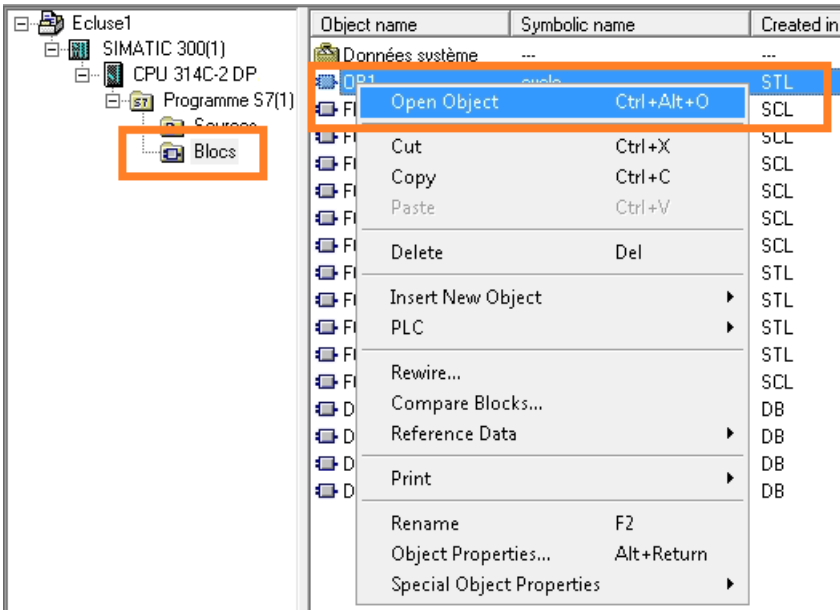 Ecluse1
SIMATIC 300(1)
CPU 314C-2 DP
Programme S7(1)
Sources
Blocs
Object name Symbolic name Created in
Données système --- ---
OB1 cycle STL
SCL
SCL
SCL
SCL
SCL
SCL
STL
STL
STL
STL
SCL
DB
DB
DB
DB
Open Object Ctrl+Alt+O
Cut Ctrl+X
Copy Ctrl+C
Paste Ctrl+V
Delete Del
Insert New Object
PLC
Rewire...
Compare Blocks...
Reference Data
Print
Rename F2
Object Properties... Alt+Return
Special Object Properties